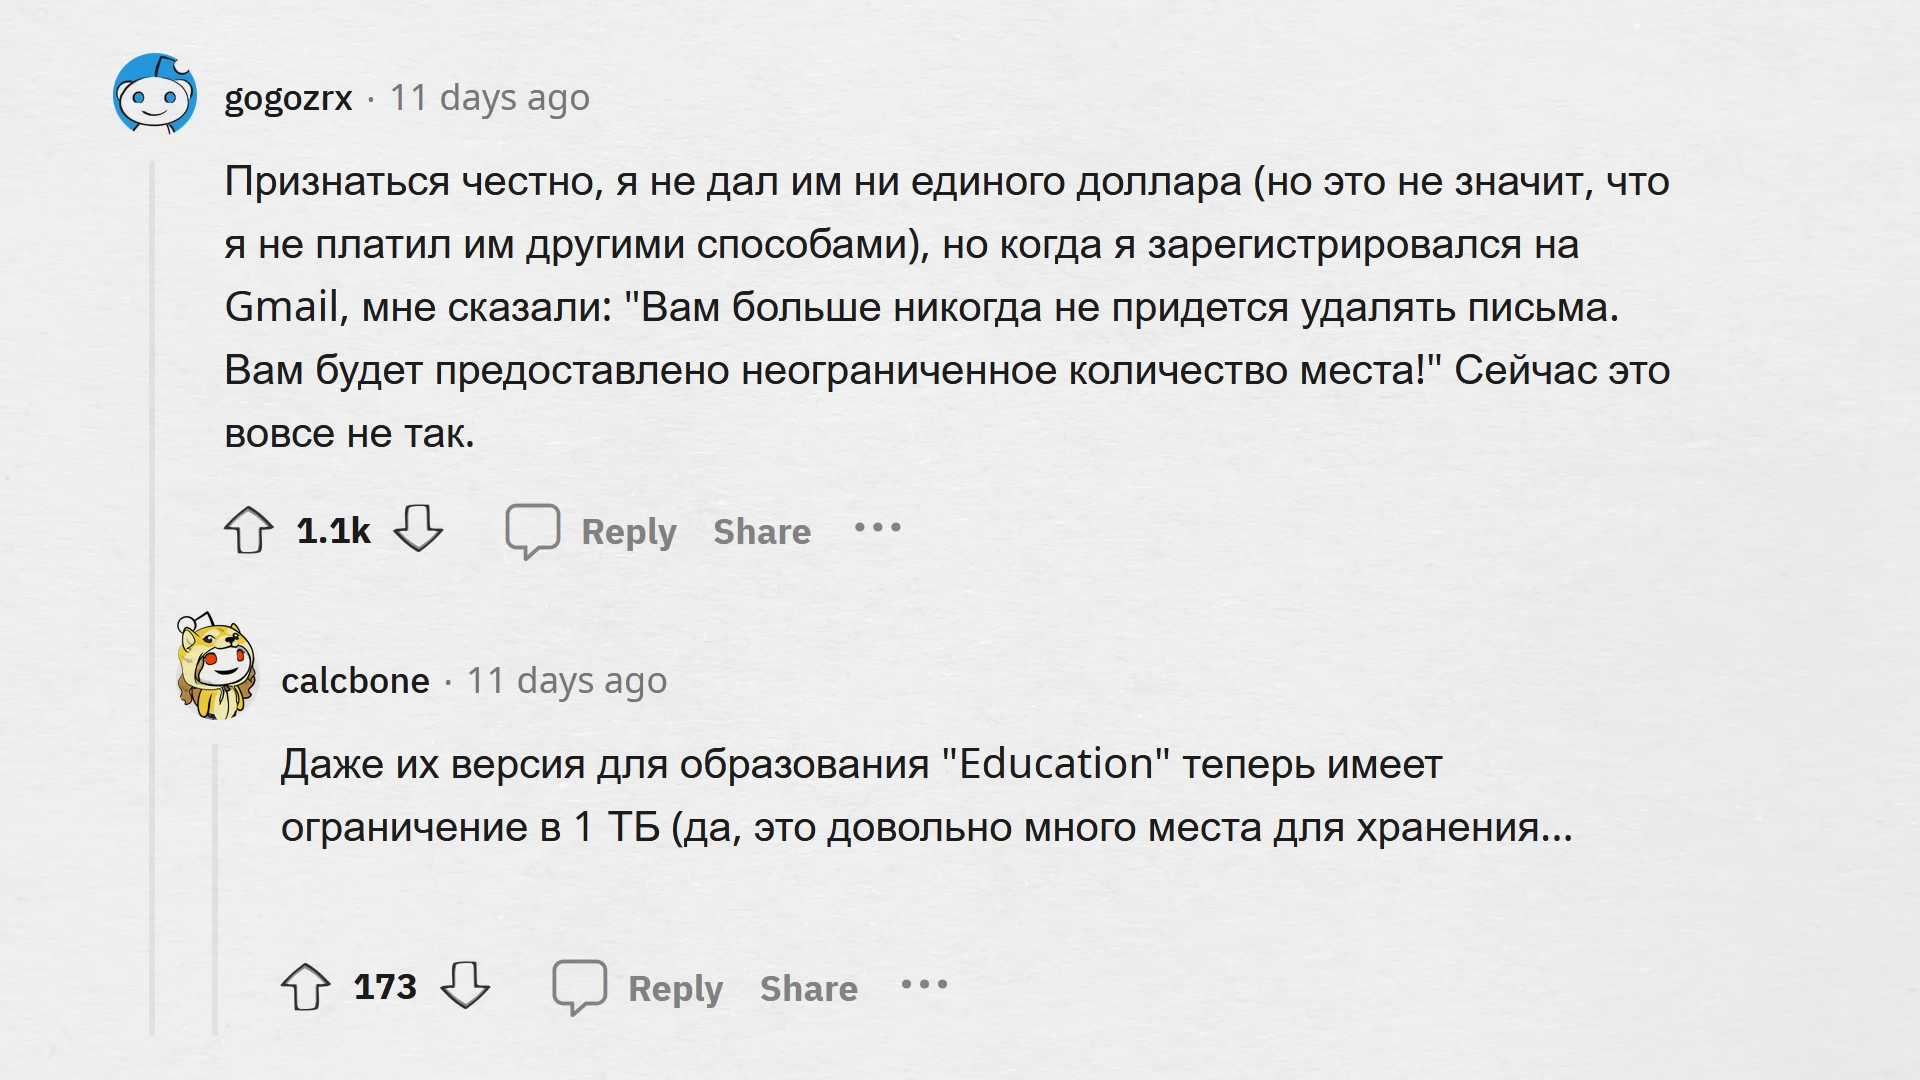 gogozrx · 11 days ago
Признаться честно, я не дал им ни единого доллара (но это не значит, что
я не платил им другими способами), но когда я зарегистрировался на
Gmail, мне сказали: "Вам больше никогда не придется удалять письма.
Вам будет предоставлено неограниченное количество места!" Сейчас это
вовсе не так.
1.1k Reply Share
calcbone · 11 days ago
Даже их версия для образования "Education" теперь имеет
ограничение в 1 ТБ (да, это довольно много места для хранения...
173 Reply Share